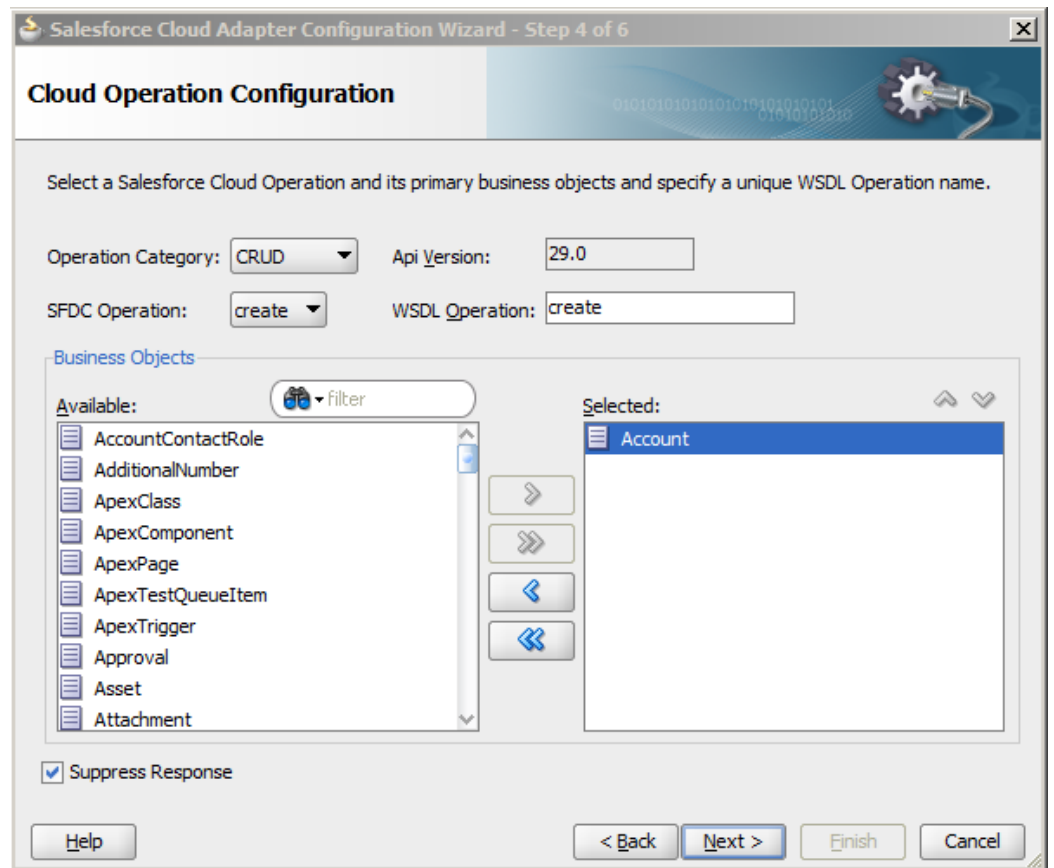 Salesforce Cloud Adapter Configuration Wizard - Step 4 of 6
Cloud Operation Configuration
010101010101010101010101
01010101010
Select a Salesforce Cloud Operation and its primary business objects and specify a unique WSDL Operation name.
Operation Category: CRUD Api Version: 29.0
SFDC Operation: create WSDL Operation: create
Business Objects
Available: filter Selected:
AccountContactRole Account
AdditionalNumber
ApexClass
ApexComponent
ApexPage
ApexTestQueueItem
ApexTrigger
Approval
Asset
Attachment
Suppress Response
Help < Back Next > Finish Cancel